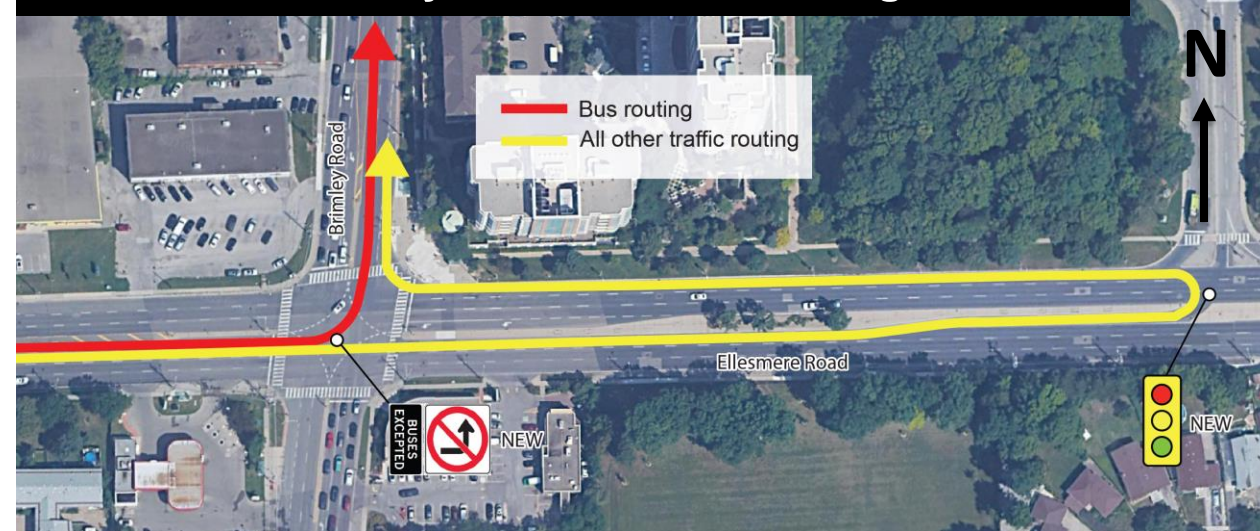 N
Bus routing
All other traffic routing
Brimley Road
Ellesmere Road
BUSES
EXCEPTED
NEW
NEW